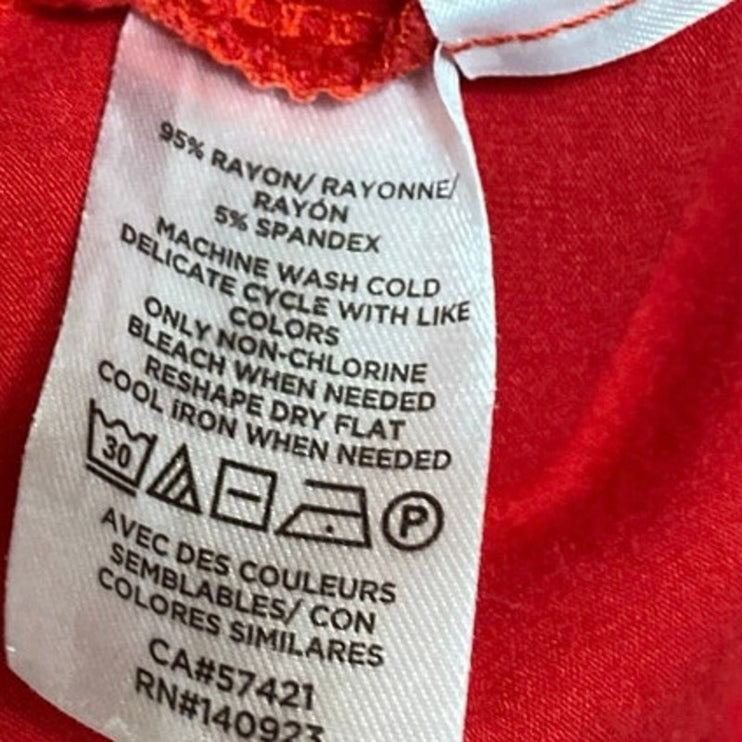 95% RAYON/ RAYONNE/
RAYÓN
5% SPANDEX
MACHINE WASH COLD
DELICATE CYCLE WITH LIKE
COLORS
ONLY NON-CHLORINE
BLEACH WHEN NEEDED
RESHAPE DRY FLAT
COOL IRON WHEN NEEDED
30 P
AVEC DES COULEURS
SEMBLABLES/ CON
COLORES SIMILARES
CA#57421
RN#140923